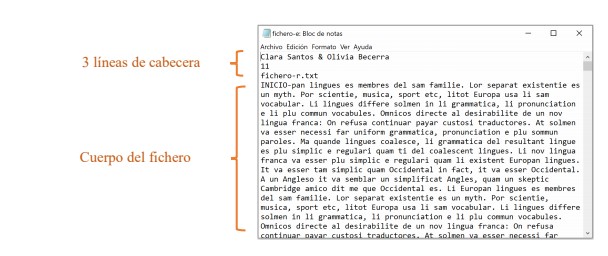 fichero-e: Bloc de notas
Archivo Edición Formato Ver Ayuda
3 líneas de cabecera
Clara Santos & Olivia Becerra
11
fichero-r.txt
Cuerpo del fichero
INICIO-pan lingues es membres del sam familie. Lor separat existentie es
un myth. Por scientie, musica, sport etc, litot Europa usa li sam
vocabular. Li lingues differe solmen in li grammatica, li pronunciation
e li plu commun vocabules. Omnicos directe al desirabilite de un nov
lingua franca: On refusa continuar payar custosi traductores. At solmen
va esser necessi far uniform grammatica, pronunciation e plu sommun
paroles. Ma quande lingues coalesce, li grammatica del resultant lingue
es plu simplic e regulari quam ti del coalescent lingues. Li nov lingua
franca va esser plu simplic e regulari quam li existent Europan lingues.
It va esser tam simplic quam Occidental in fact, it va esser Occidental.
A un Angleso it va semblar un simplificat Angles, quam un skeptic
Cambridge amico dit me que Occidental es. Li Europan lingues es membres
del sam familie. Lor separat existentie es un myth. Por scientie,
musica, sport etc, litot Europa usa li sam vocabular. Li lingues differe
solmen in li grammatica, li pronunciation e li plu commun vocabules.
Omnicos directe al desirabilite de un nov lingua franca: On refusa
continuar payar custosi traductores. At solmen va esser necessi far